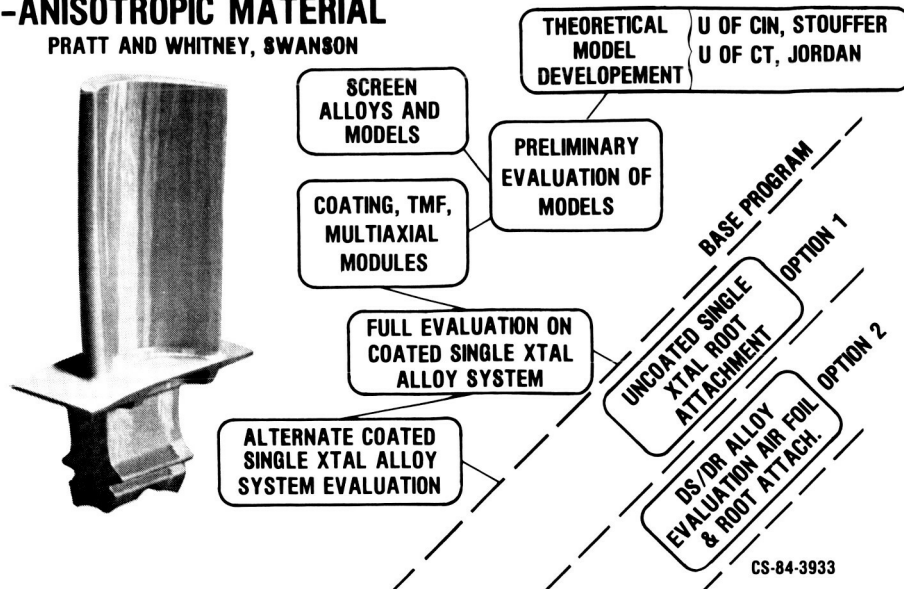 -ANISOTROPIC MATERIAL
PRATT AND WHITNEY, SWANSON
THEORETICAL
MODEL
DEVELOPEMENT
U OF CIN, STOUFFER
U OF CT, JORDAN
SCREEN
ALLOYS AND
MODELS
PRELIMINARY
EVALUATION OF
MODELS
COATING, TMF,
MULTIAXIAL
MODULES
FULL EVALUATION ON
COATED SINGLE XTAL
ALLOY SYSTEM
ALTERNATE COATED
SINGLE XTAL ALLOY
SYSTEM EVALUATION
BASE PROGRAM
OPTION 1
UNCOATED SINGLE
XTAL ROOT
ATTACHMENT
OPTION 2
DS/DR ALLOY
EVALUATION AIR FOIL
& ROOT ATTACH.
CS-84-3933